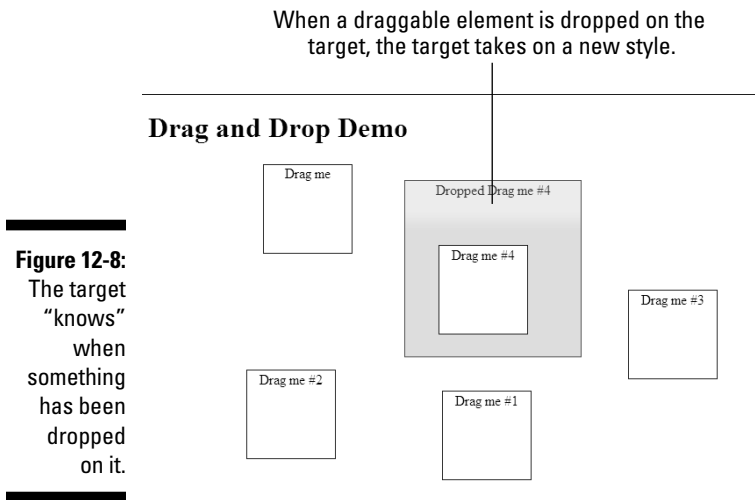 When a draggable element is dropped on the
target, the target takes on a new style.
Drag and Drop Demo
Drag me
Dropped Drag me #4
Drag me #4
Drag me #3
Drag me #2
Drag me #1
Figure 12-8:
The target
“knows”
when
something
has been
dropped
on it.